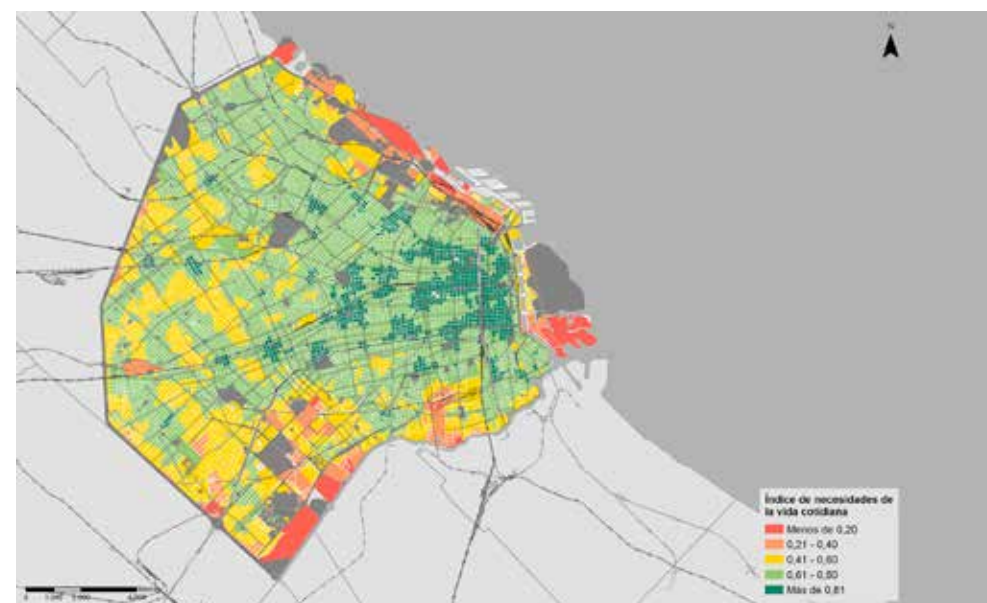 N
Índice de necesidades de
la vida cotidiana
Menos de 0,20
0,21 - 0,40
0,41 - 0,60
0,61 - 0,80
Más de 0,81
0